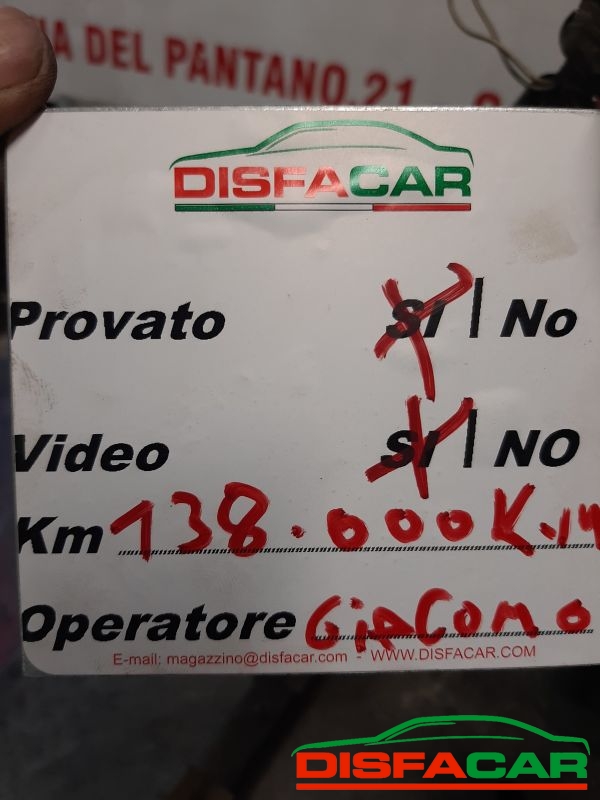 DEL PANTANO,21
DISFACAR
Provato SI | No
Video SI | NO
Km 138.000K.M
Operatore GiACOMO
E-mail: magazzino@disfacar.com - WWW.DISFACAR.COM
DISFACAR